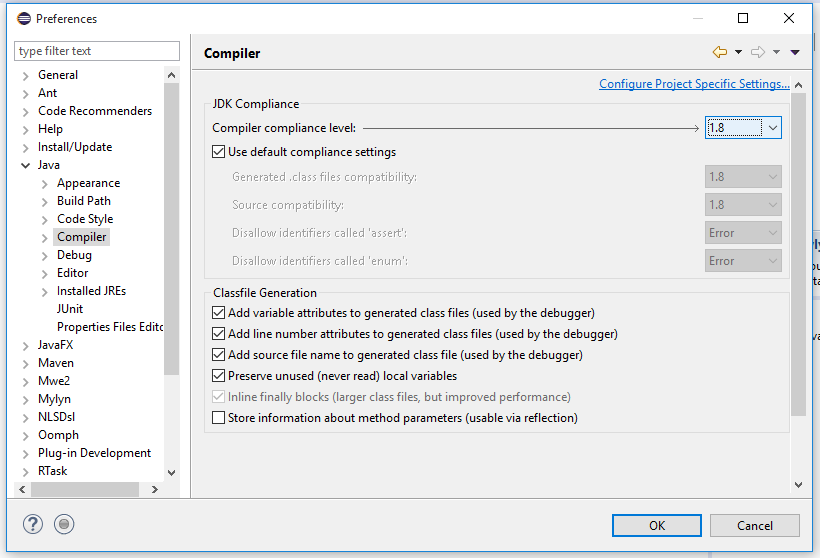 Preferences
type filter text
General
Ant
Code Recommenders
Help
Install/Update
Java
Appearance
Build Path
Code Style
Compiler
Debug
Editor
Installed JREs
JUnit
Properties Files Edito
JavaFX
Maven
Mwe2
Mylyn
NLSDsl
Oomph
Plug-in Development
RTask
Compiler
Configure Project Specific Settings...
JDK Compliance
Compiler compliance level: 1.8
Use default compliance settings
Generated .class files compatibility: 1.8
Source compatibility: 1.8
Disallow identifiers called 'assert': Error
Disallow identifiers called 'enum': Error
Classfile Generation
Add variable attributes to generated class files (used by the debugger)
Add line number attributes to generated class files (used by the debugger)
Add source file name to generated class file (used by the debugger)
Preserve unused (never read) local variables
Inline finally blocks (larger class files, but improved performance)
Store information about method parameters (usable via reflection)
? OK Cancel